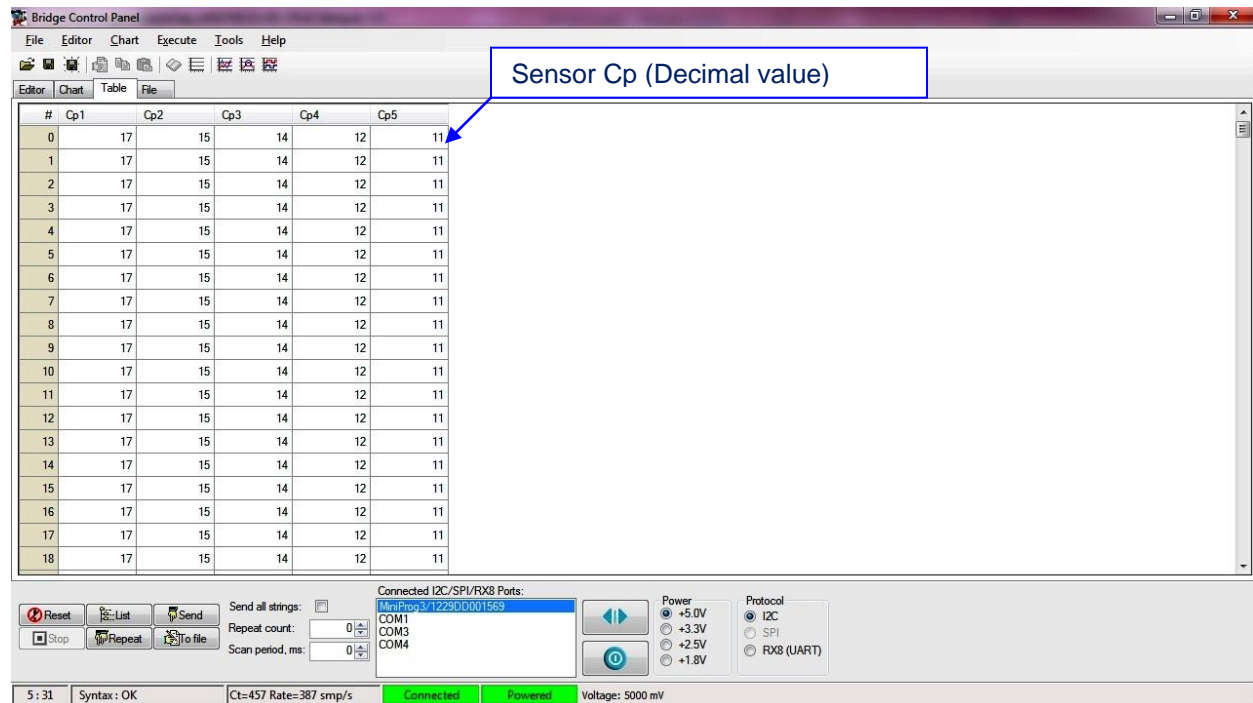 Bridge Control Panel
File Editor Chart Execute Tools Help
Sensor Cp (Decimal value)
Editor Chart Table File
# Cp1 Cp2 Cp3 Cp4 Cp5
0 17 15 14 12 11
1 17 15 14 12 11
2 17 15 14 12 11
3 17 15 14 12 11
4 17 15 14 12 11
5 17 15 14 12 11
6 17 15 14 12 11
7 17 15 14 12 11
8 17 15 14 12 11
9 17 15 14 12 11
10 17 15 14 12 11
11 17 15 14 12 11
12 17 15 14 12 11
13 17 15 14 12 11
14 17 15 14 12 11
15 17 15 14 12 11
16 17 15 14 12 11
17 17 15 14 12 11
18 17 15 14 12 11
Reset List Send
Stop Repeat To file
Send all strings:
Repeat count: 0
Scan period, ms: 0
Connected I2C/SPI/RX8 Ports:
MiniProg3/1229DD001569
COM1
COM3
COM4
Power
+5.0V
+3.3V
+2.5V
+1.8V
Protocol
I2C
SPI
RX8 (UART)
5 : 31 Syntax : OK Ct=457 Rate=387 smp/s Connected Powered Voltage: 5000 mV